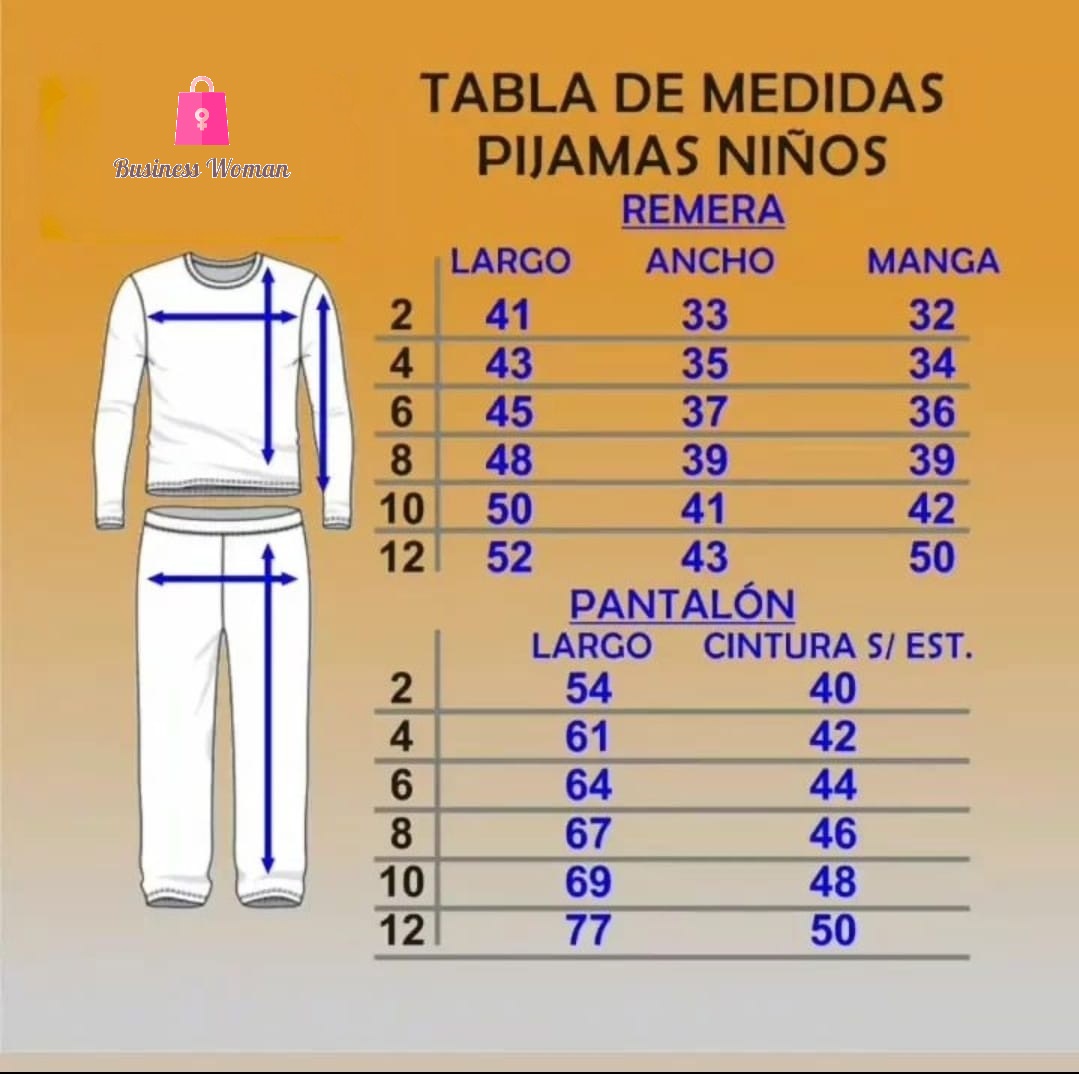 Business Woman
TABLA DE MEDIDAS
PIJAMAS NIÑOS
REMERA
LARGO ANCHO MANGA
2 41 33 32
4 43 35 34
6 45 37 36
8 48 39 39
10 50 41 42
12 52 43 50
PANTALÓN
LARGO CINTURA S/ EST.
2 54 40
4 61 42
6 64 44
8 67 46
10 69 48
12 77 50